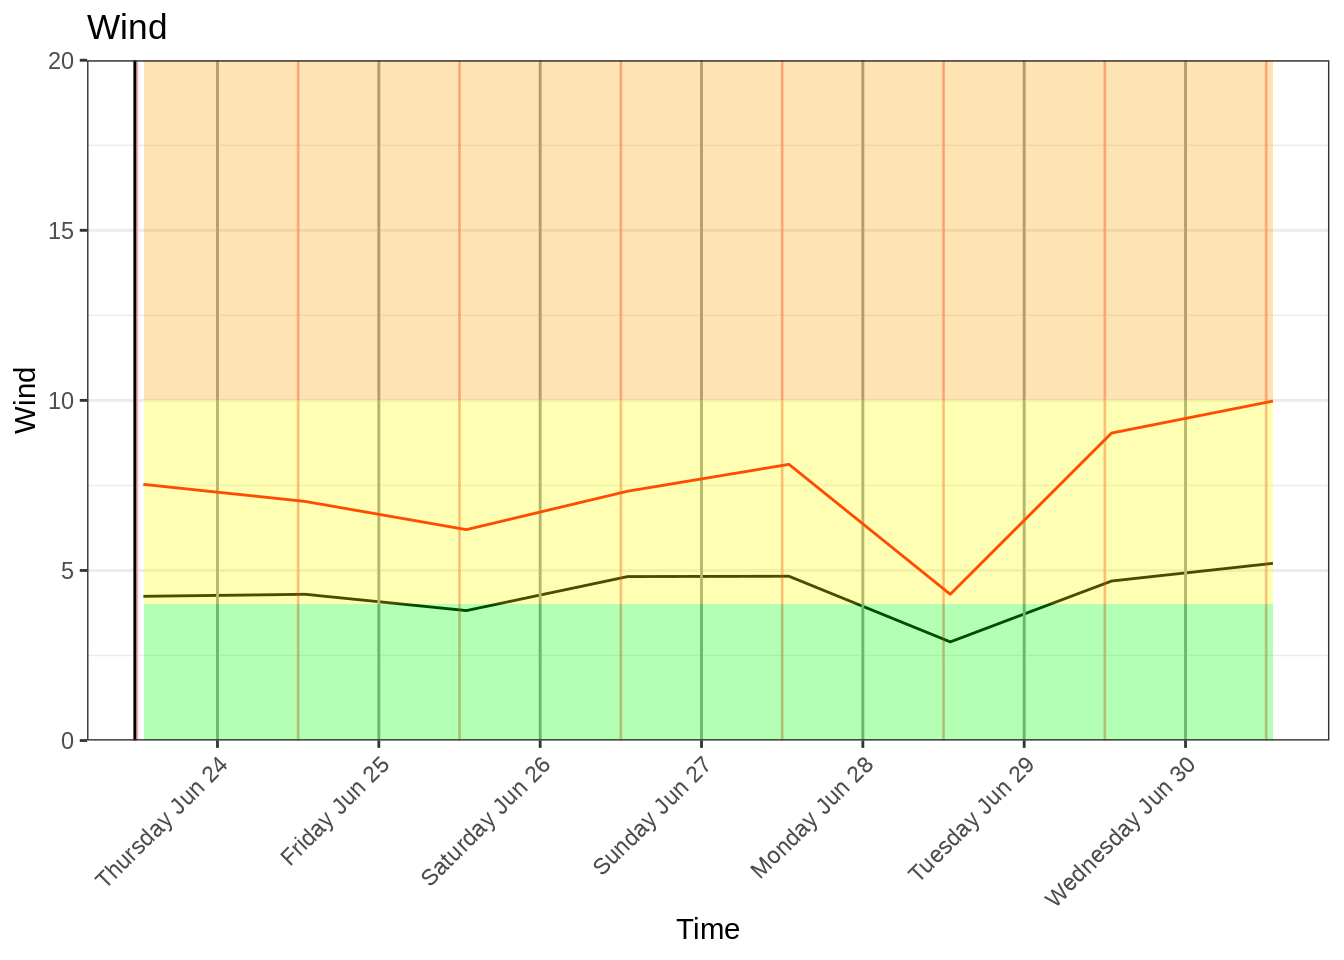 Wind
20
15
10
5
0
Wind
Thursday Jun 24
Friday Jun 25
Saturday Jun 26
Sunday Jun 27
Monday Jun 28
Tuesday Jun 29
Wednesday Jun 30
Time